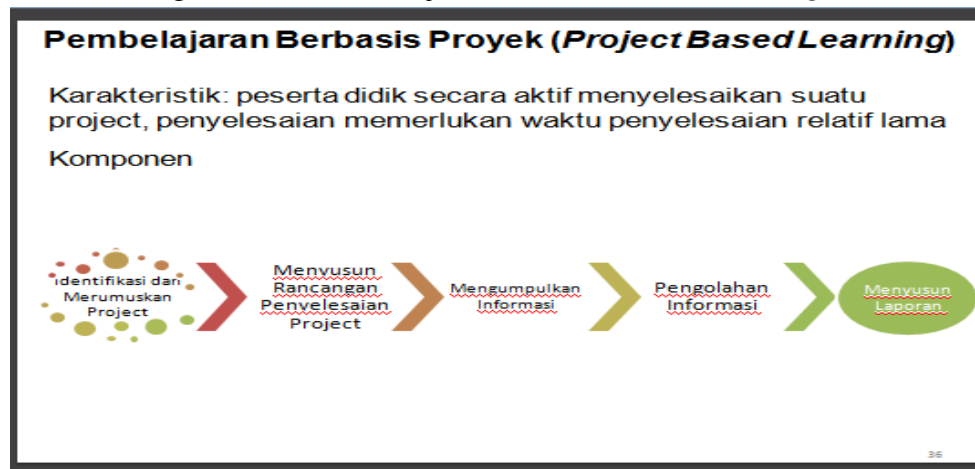 Pembelajaran Berbasis Proyek (Project Based Learning)
Karakteristik: peserta didik secara aktif menyelesaikan suatu
project, penyelesaian memerlukan waktu penyelesaian relatif lama
Komponen
Identifikasi dan
Merumuskan
Project
Menyusun
Rancangan
Penyelesaian
Project
Mengumpulkan
Informasi
Pengolahan
Informasi
Menyusun
Laporan
36